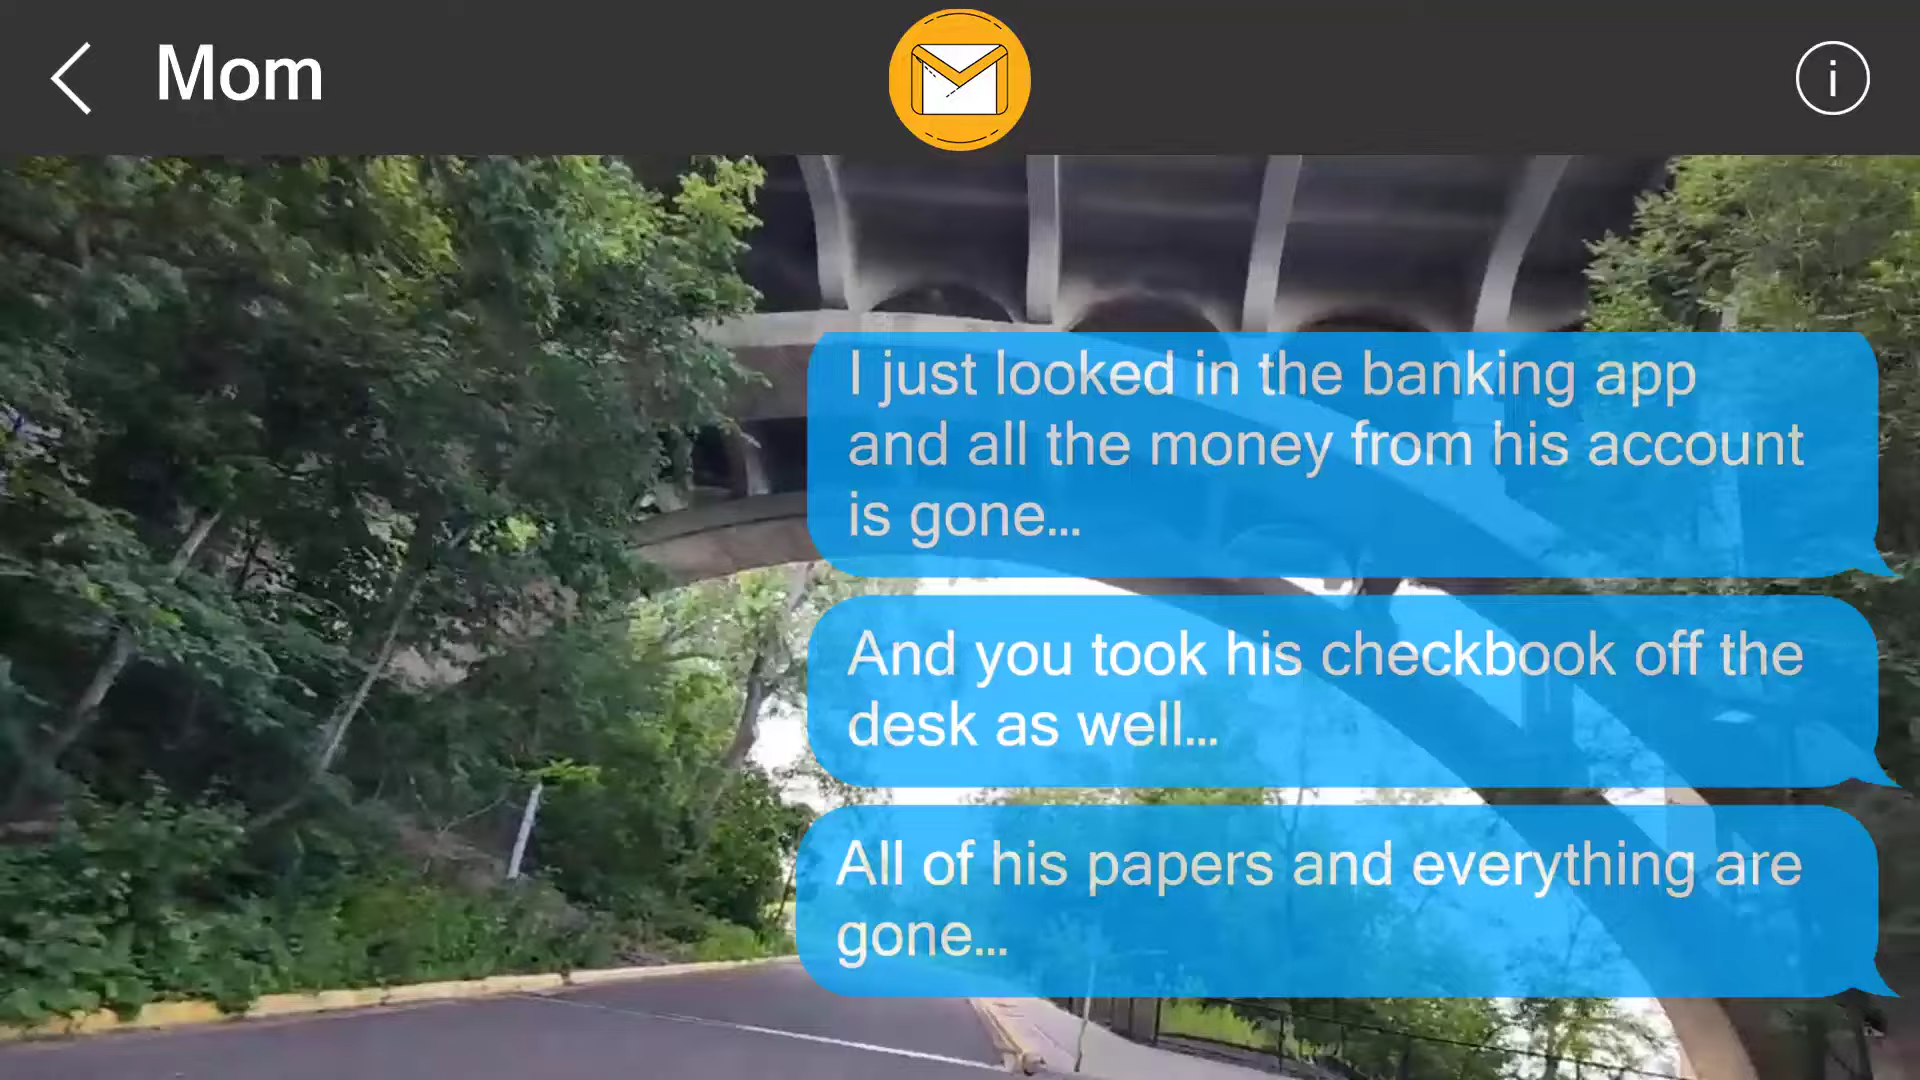 Mom
i
I just looked in the banking app
and all the money from his account
is gone...
And you took his checkbook off the
desk as well...
All of his papers and everything are
gone...